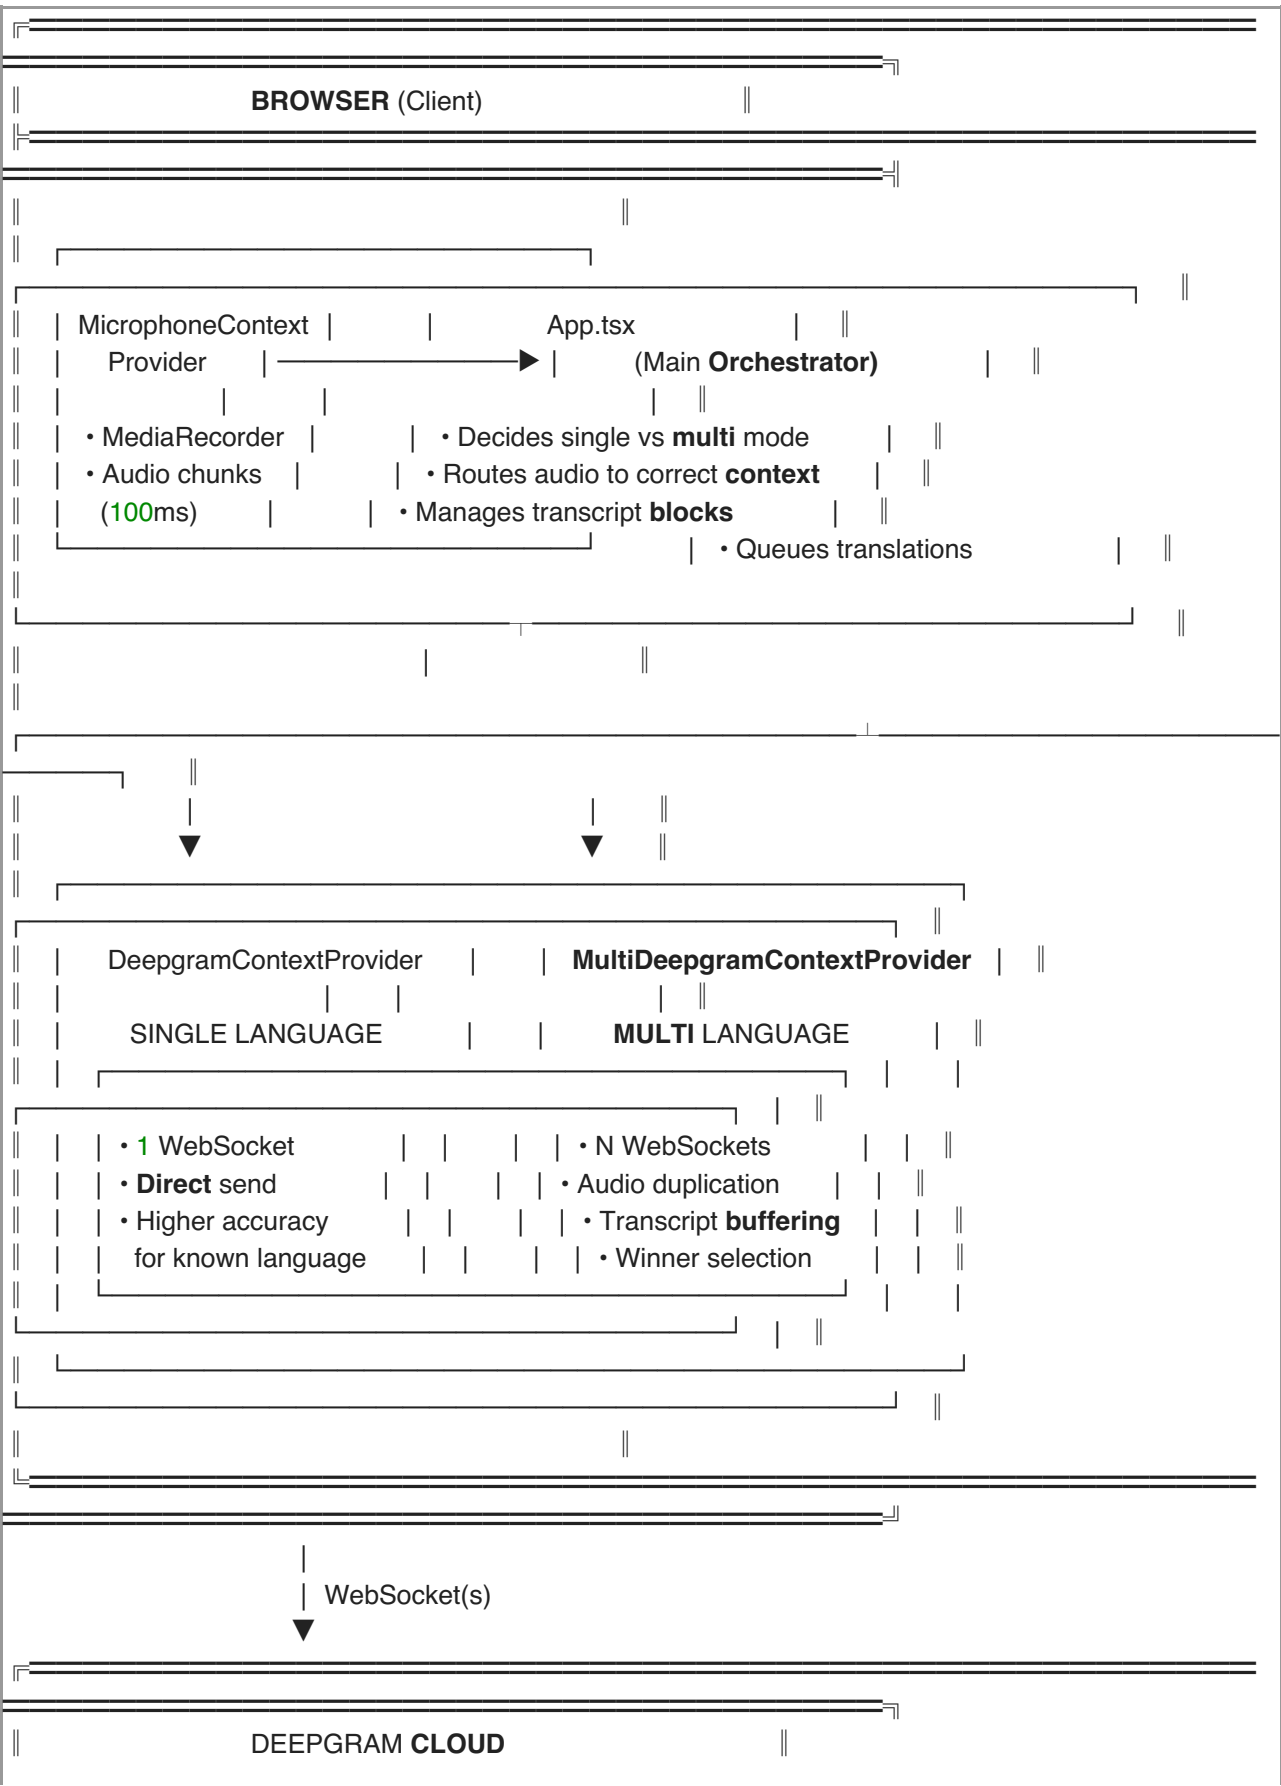 BROWSER (Client)
MicrophoneContext App.tsx
Provider (Main Orchestrator)
• MediaRecorder • Decides single vs multi mode
• Audio chunks • Routes audio to correct context
(100ms) • Manages transcript blocks
• Queues translations
DeepgramContextProvider MultiDeepgramContextProvider
SINGLE LANGUAGE MULTI LANGUAGE
• 1 WebSocket • N WebSockets
• Direct send • Audio duplication
• Higher accuracy • Transcript buffering
for known language • Winner selection
WebSocket(s)
DEEPGRAM CLOUD